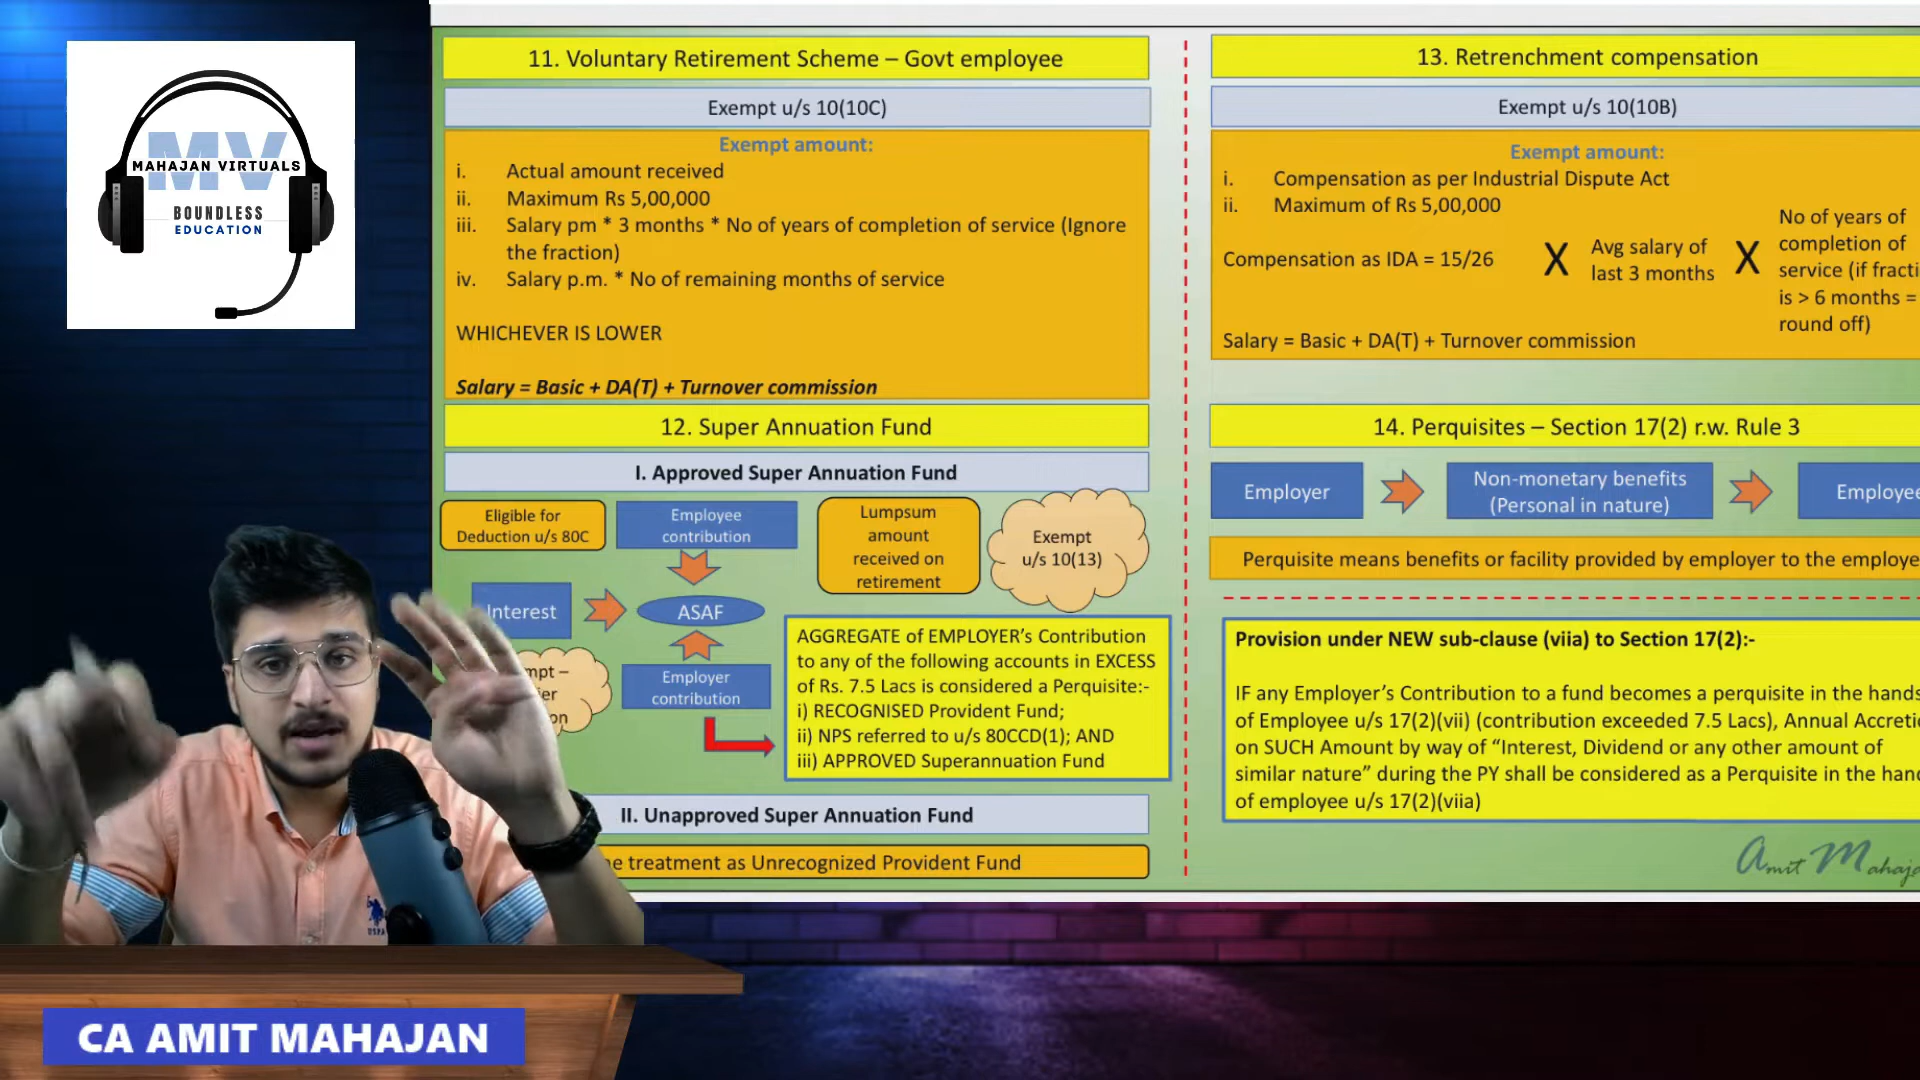 MV
MAHAJAN VIRTUALS
BOUNDLESS
EDUCATION
11. Voluntary Retirement Scheme – Govt employee
Exempt u/s 10(10C)
Exempt amount:
i. Actual amount received
ii. Maximum Rs 5,00,000
iii. Salary pm * 3 months * No of years of completion of service (Ignore
the fraction)
iv. Salary p.m. * No of remaining months of service
WHICHEVER IS LOWER
Salary = Basic + DA(T) + Turnover commission
12. Super Annuation Fund
I. Approved Super Annuation Fund
Eligible for
Deduction u/s 80C
Employee
contribution
Lumpsum
amount
received on
retirement
Exempt
u/s 10(13)
Interest
ASAF
Employer
contribution
AGGREGATE of EMPLOYER's Contribution
to any of the following accounts in EXCESS
of Rs. 7.5 Lacs is considered a Perquisite:-
i) RECOGNISED Provident Fund;
ii) NPS referred to u/s 80CCD(1); AND
iii) APPROVED Superannuation Fund
II. Unapproved Super Annuation Fund
treatment as Unrecognized Provident Fund
13. Retrenchment compensation
Exempt u/s 10(10B)
Exempt amount:
i. Compensation as per Industrial Dispute Act
ii. Maximum of Rs 5,00,000
Compensation as IDA = 15/26
X
Avg salary of
last 3 months
X
No of years of
completion of
service (if fracti
is > 6 months =
round off)
Salary = Basic + DA(T) + Turnover commission
14. Perquisites – Section 17(2) r.w. Rule 3
Employer
Non-monetary benefits
(Personal in nature)
Employee
Perquisite means benefits or facility provided by employer to the employe
Provision under NEW sub-clause (viia) to Section 17(2):-
IF any Employer's Contribution to a fund becomes a perquisite in the hands
of Employee u/s 17(2)(vii) (contribution exceeded 7.5 Lacs), Annual Accreti
on SUCH Amount by way of "Interest, Dividend or any other amount of
similar nature" during the PY shall be considered as a Perquisite in the han
of employee u/s 17(2)(viia)
Amit Mahaja
USPA
CA AMIT MAHAJAN